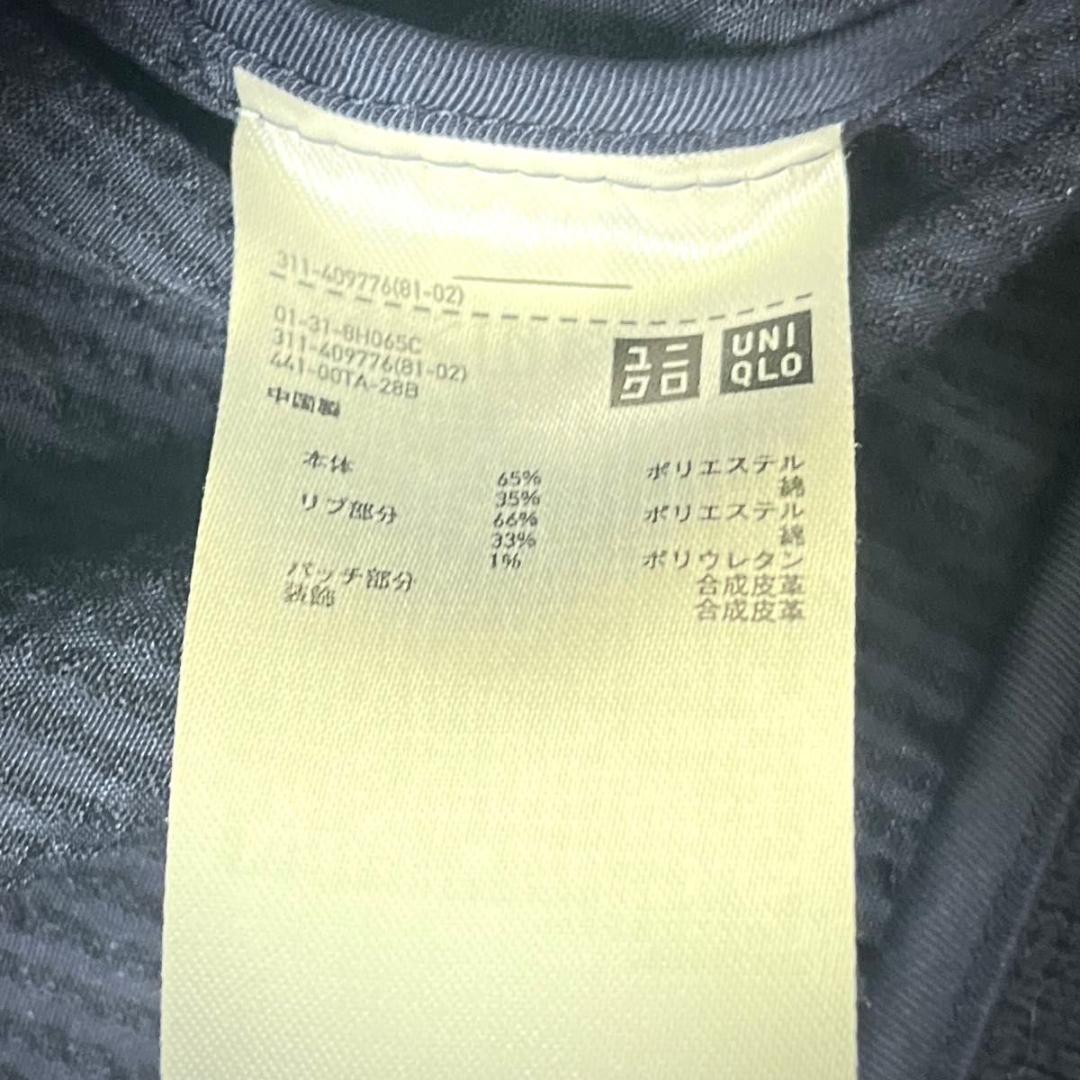 311-409776(81-02)
01-31-8H065C
311-409776(81-02)
441-00TA-28B
中国製
ユニ
クロ
UNI
QLO
本体 65% ポリエステル
35% 綿
リブ部分 66% ポリエステル
33% 綿
1% ポリウレタン
パッチ部分 合成皮革
装飾 合成皮革